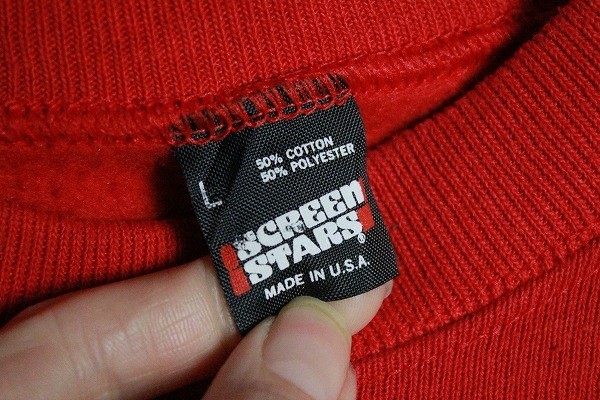 50% COTTON
50% POLYESTER
L
SCREEN
STARS®
MADE IN U.S.A.